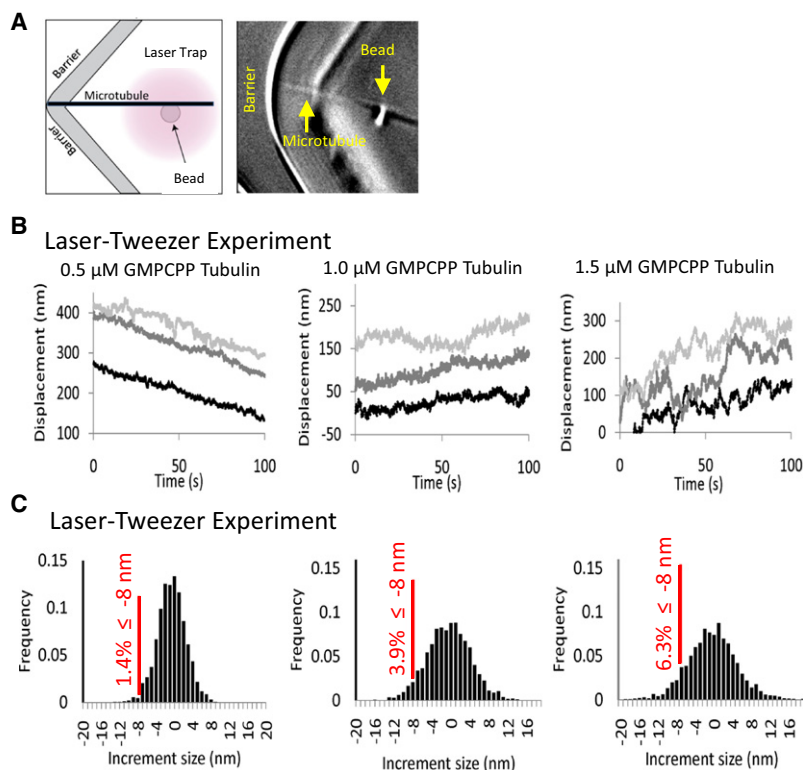 A
Barrier
Laser Trap
Microtubule
Barrier
Bead
Barrier
Bead
Microtubule
B
Laser-Tweezer Experiment
0.5 µM GMPCPP Tubulin
1.0 µM GMPCPP Tubulin
1.5 µM GMPCPP Tubulin
Displacement (nm)
400
300
200
100
0 50 100
Time (s)
Displacement (nm)
250
150
50
-50
0 50 100
Time (s)
Displacement (nm)
300
200
100
0
0 50 100
Time (s)
C
Laser-Tweezer Experiment
Frequency
0.15
0.1
0.05
0
1.4% ≤ -8 nm
-20 -16 -12 -8 -4 0 4 8 12 16 20
Increment size (nm)
Frequency
0.15
0.1
0.05
0
3.9% ≤ -8 nm
-20 -16 -12 -8 -4 0 4 8 12 16
Increment size (nm)
Frequency
0.15
0.1
0.05
0
6.3% ≤ -8 nm
-20 -16 -12 -8 -4 0 4 8 12 16
Increment size (nm)